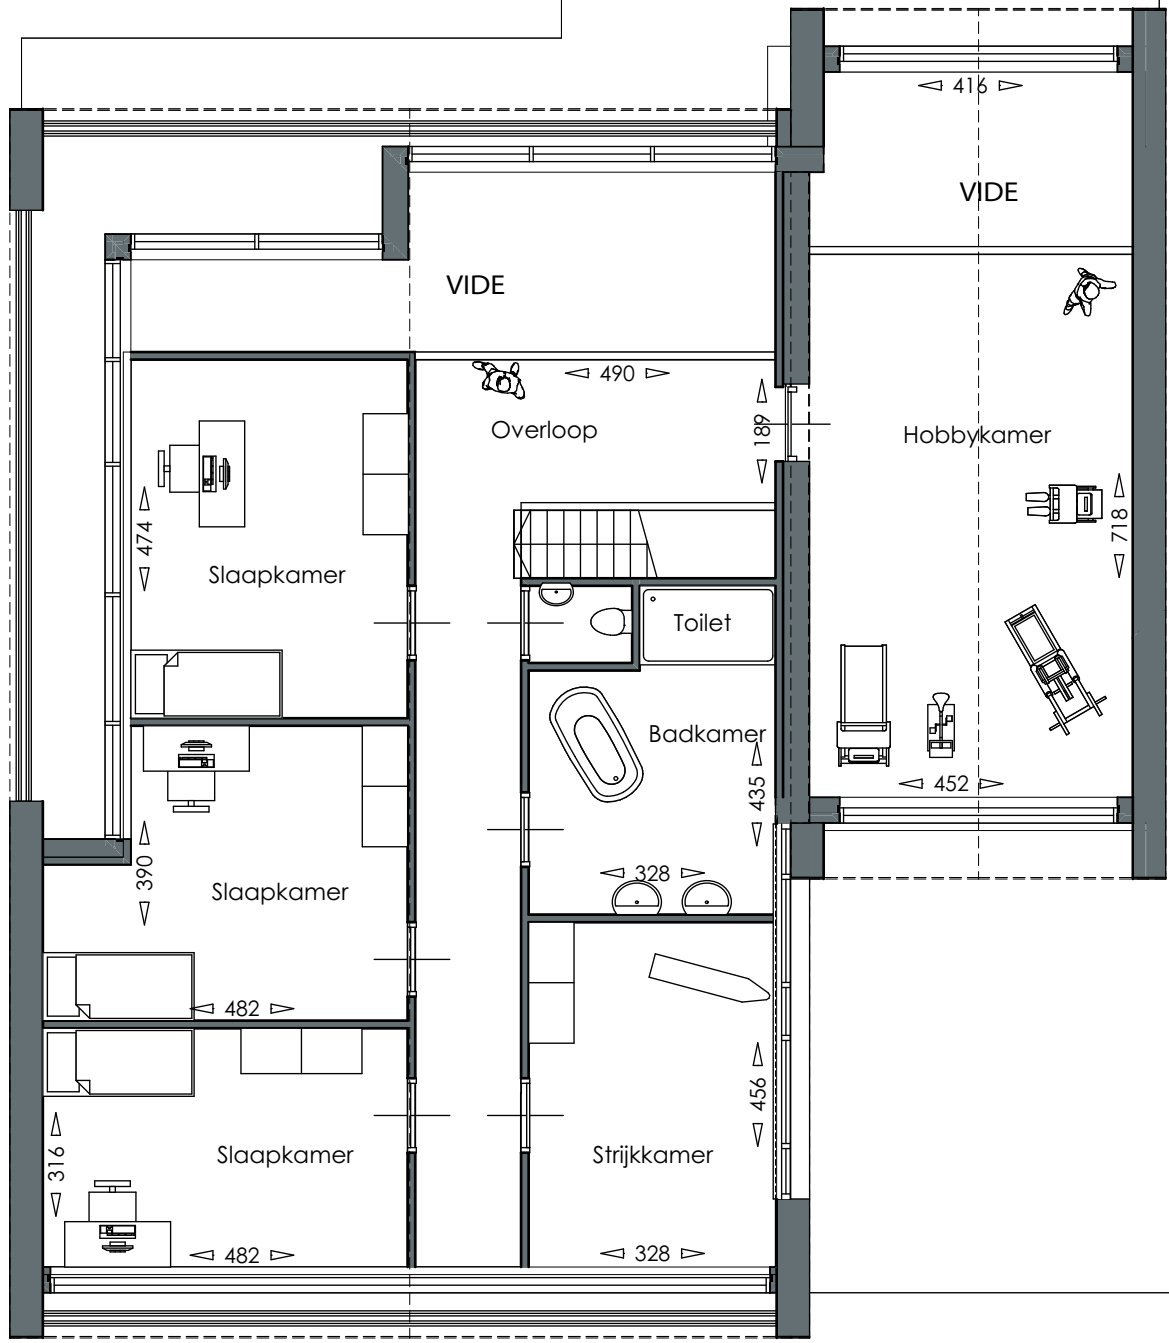 416
VIDE
VIDE
490
189
Overloop
Hobbykamer
474
718
Slaapkamer
Toilet
Badkamer
435
452
390
328
Slaapkamer
482
456
316
Slaapkamer
Strijkkamer
482
328